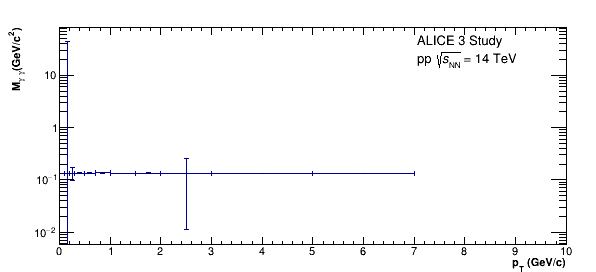 ALICE 3 Study
pp √s_NN = 14 TeV
M_γγ (GeV/c²)
10
1
10⁻¹
10⁻²
0 1 2 3 4 5 6 7 8 9 10
p_T (GeV/c)